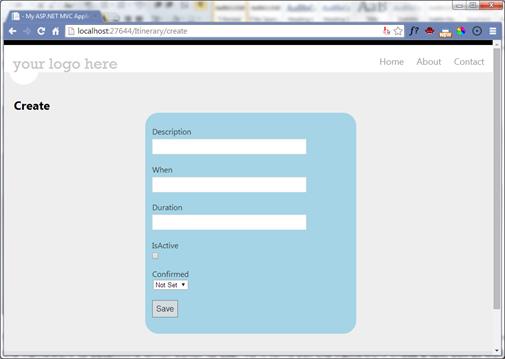 - My ASP.NET MVC Appli
localhost:27644/Itinerary/create
your logo here
Home About Contact
Create
Description
When
Duration
IsActive
Confirmed
Not Set
Save